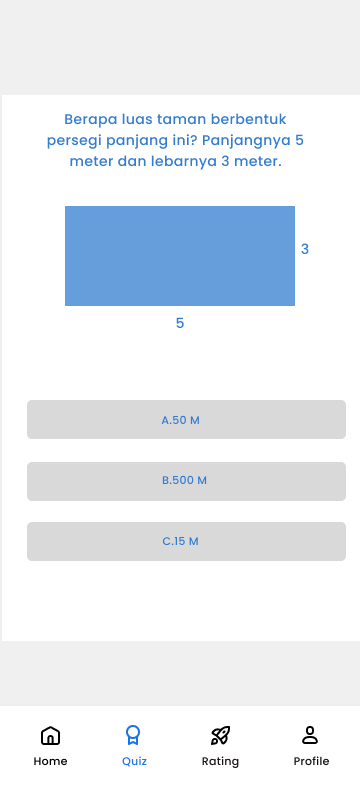 Berapa luas taman berbentuk
persegi panjang ini? Panjangnya 5
meter dan lebarnya 3 meter.
3
5
A.50 M
B.500 M
C.15 M
Home Quiz Rating Profile